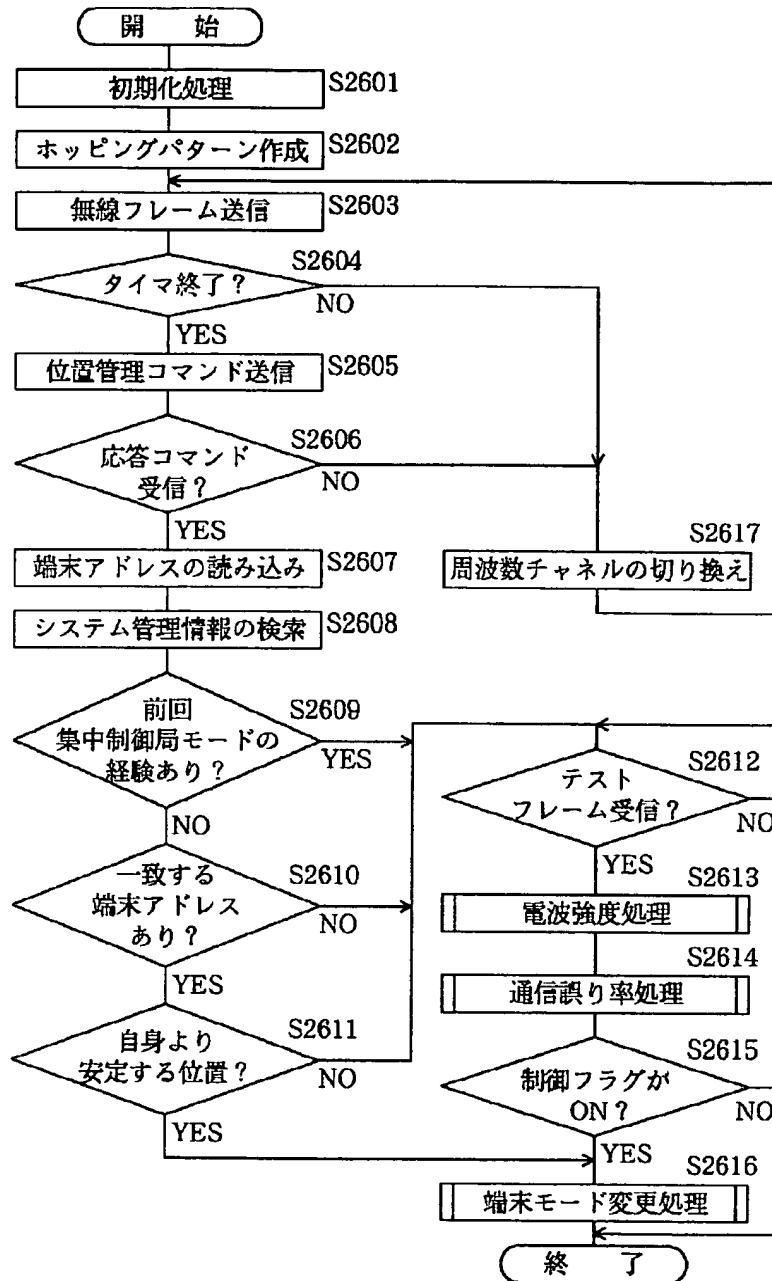 開 始
初期化処理
S2601
ホッピングパターン作成
S2602
無線フレーム送信
S2603
S2604
タイマ終了?
NO
YES
位置管理コマンド送信
S2605
S2606
応答コマンド
受信?
NO
YES
端末アドレスの読み込み
S2607
システム管理情報の検索
S2608
前回
S2609
集中制御局モードの
経験あり?
YES
NO
一致する
S2610
端末アドレス
あり?
NO
YES
自身より
S2611
安定する位置?
NO
YES
S2617
周波数チャネルの切り換え
S2612
テスト
フレーム受信?
NO
YES
S2613
電波強度処理
S2614
通信誤り率処理
S2615
制御フラグが
ON?
NO
YES
S2616
端末モード変更処理
終 了